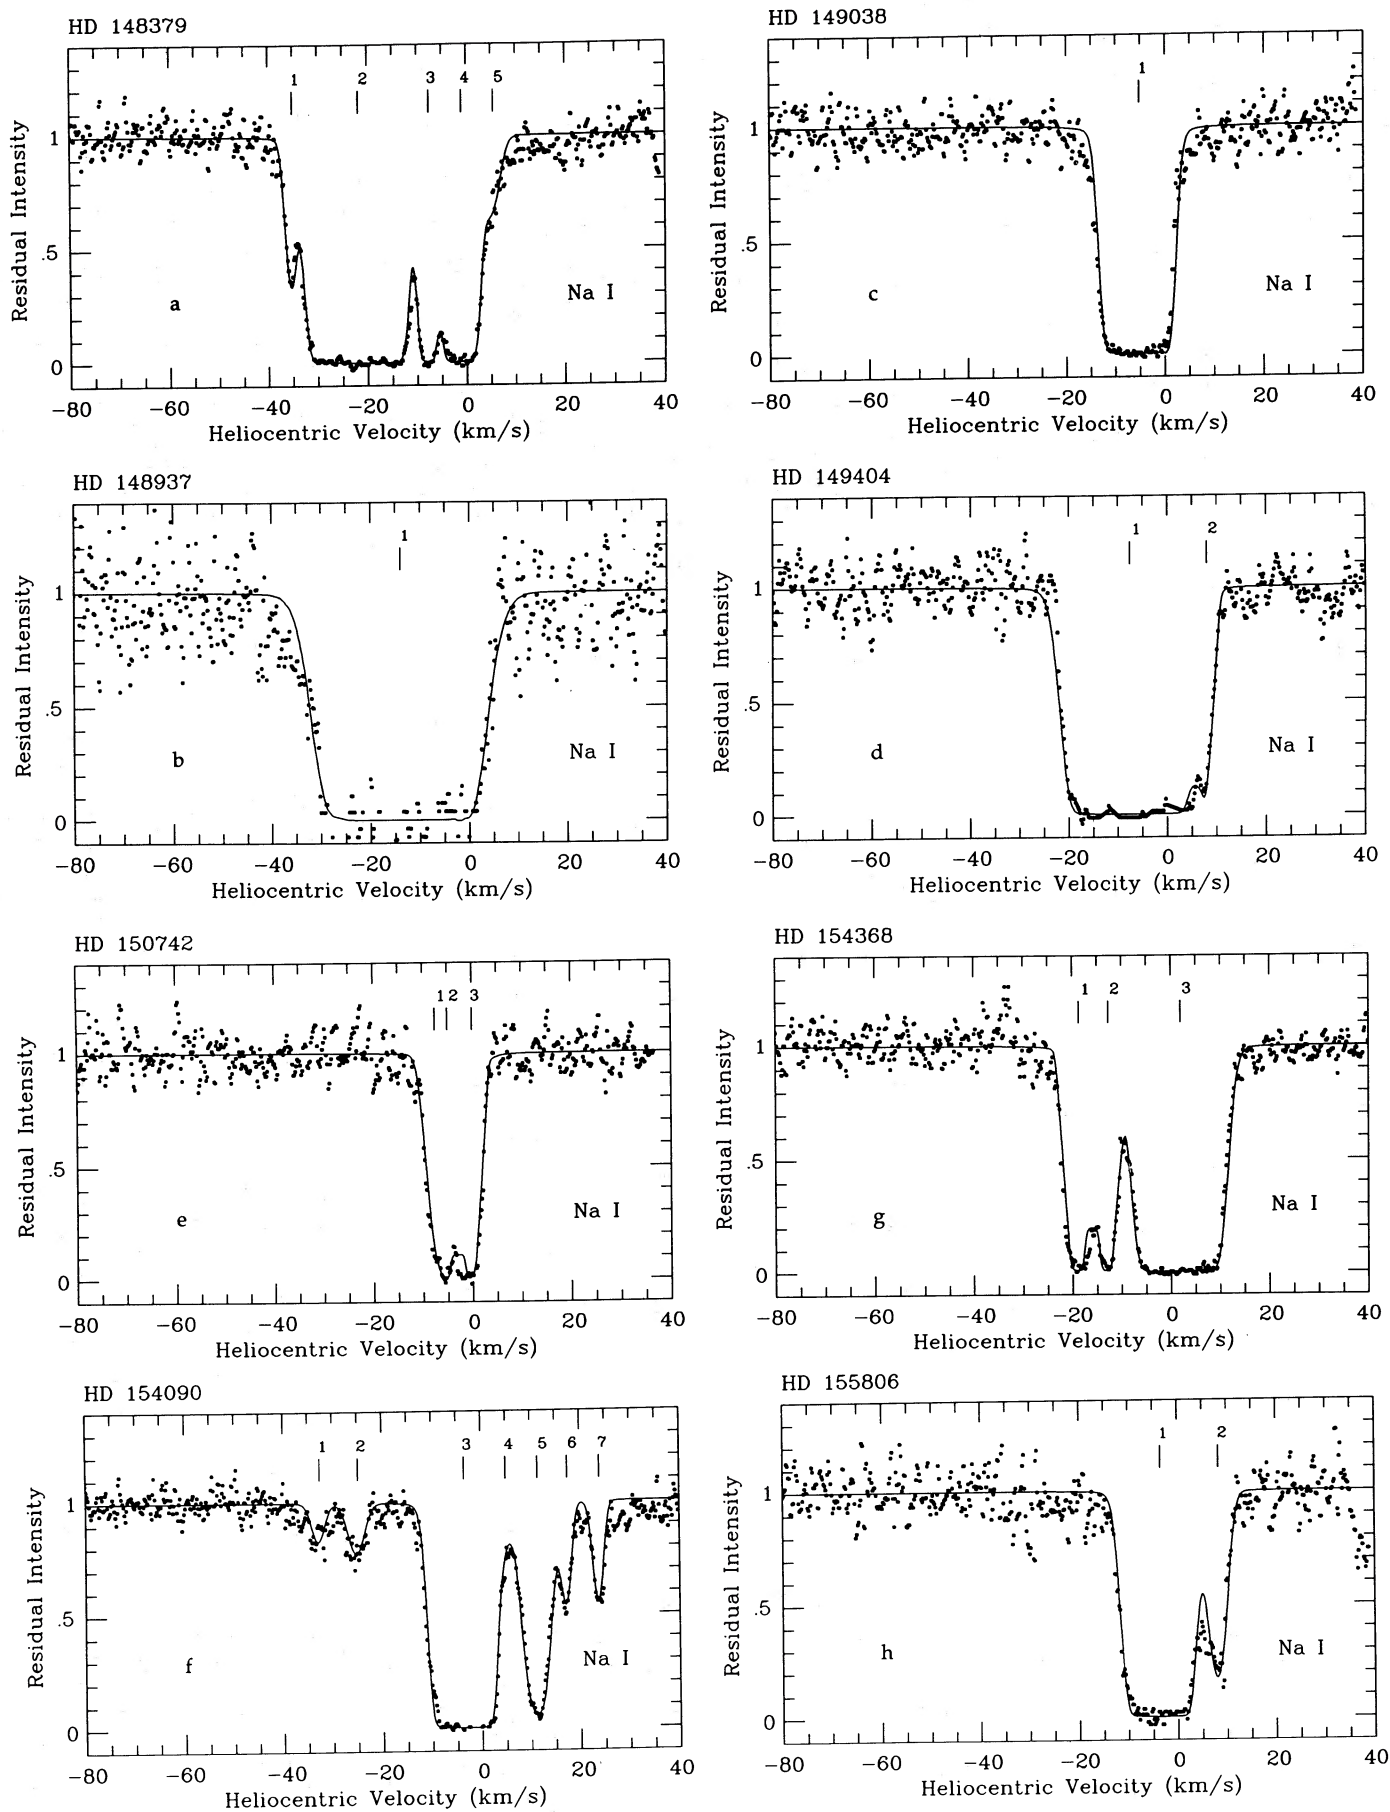 HD 148379
1 2 3 4 5
1
.5
0
Residual Intensity
a
Na I
-80 -60 -40 -20 0 20 40
Heliocentric Velocity (km/s)
HD 149038
1
1
.5
0
Residual Intensity
c
Na I
-80 -60 -40 -20 0 20 40
Heliocentric Velocity (km/s)
HD 148937
1
1
.5
0
Residual Intensity
b
Na I
-80 -60 -40 -20 0 20 40
Heliocentric Velocity (km/s)
HD 149404
1 2
1
.5
0
Residual Intensity
d
Na I
-80 -60 -40 -20 0 20 40
Heliocentric Velocity (km/s)
HD 150742
1 2 3
1
.5
0
Residual Intensity
e
Na I
-80 -60 -40 -20 0 20 40
Heliocentric Velocity (km/s)
HD 154368
1 2 3
1
.5
0
Residual Intensity
g
Na I
-80 -60 -40 -20 0 20 40
Heliocentric Velocity (km/s)
HD 154090
1 2 3 4 5 6 7
1
.5
0
Residual Intensity
f
Na I
-80 -60 -40 -20 0 20 40
Heliocentric Velocity (km/s)
HD 155806
1 2
1
.5
0
Residual Intensity
h
Na I
-80 -60 -40 -20 0 20 40
Heliocentric Velocity (km/s)